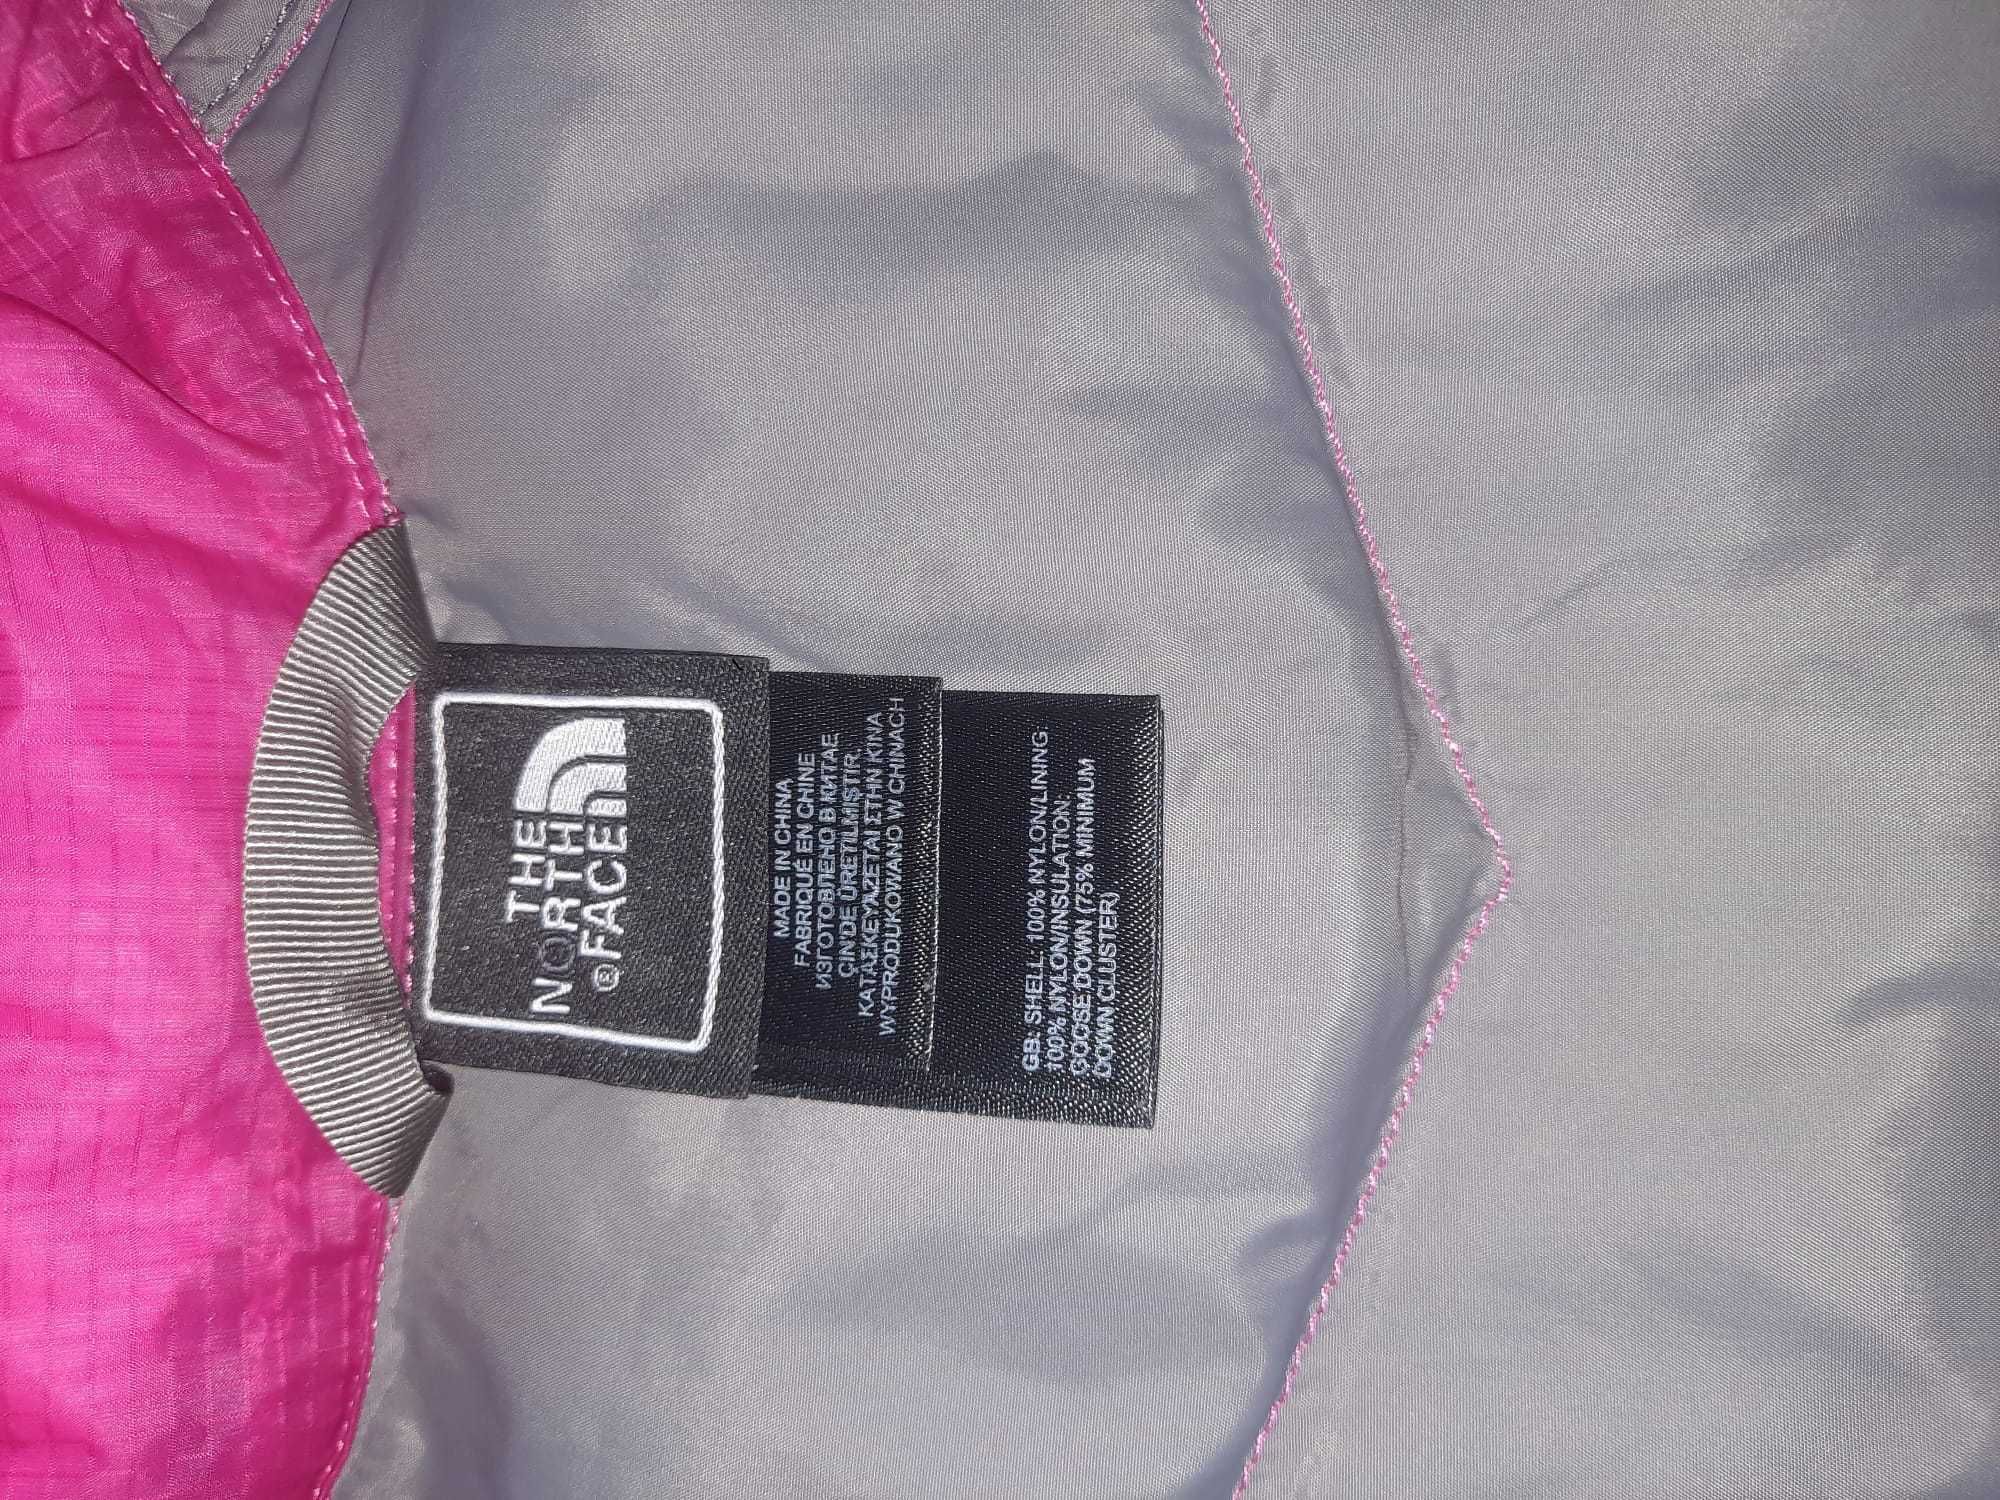 THE
NORTH
® FACE
MADE IN CHINA
FABRIQUE EN CHINE
ИЗГОТОВЛЕНО В КИТАЕ
ÇIN'DE ÜRETILMISTIR
ΚΑΤΑΣΚΕΥΑΖΕΤΑΙ ΣΤΗΝ ΚΙΝΑ
WYPRODUKOWANO W CHINACH
GB: SHELL: 100% NYLON/LINING:
100% NYLON/INSULATION:
GOOSE DOWN (75% MINIMUM
DOWN CLUSTER)